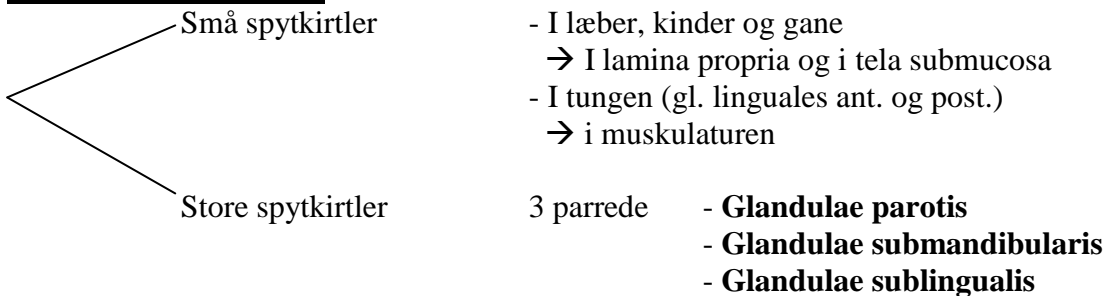 Små spytkirtler - I læber, kinder og gane
→ I lamina propria og i tela submucosa
- I tungen (gl. linguales ant. og post.)
→ i muskulaturen
Store spytkirtler 3 parrede - Glandulae parotis
- Glandulae submandibularis
- Glandulae sublingualis